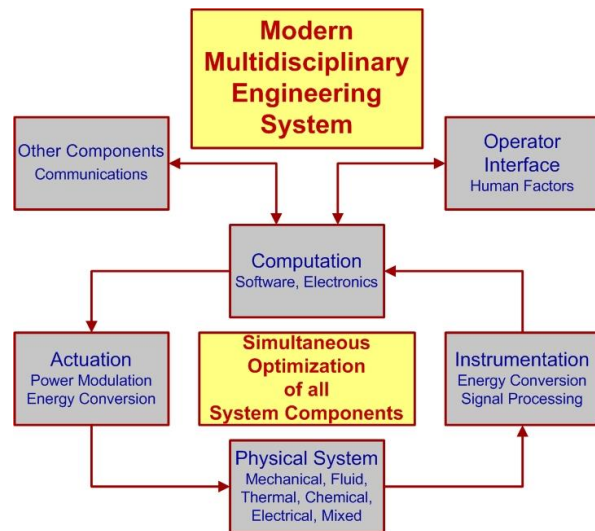 Modern
Multidisciplinary
Engineering
System
Other Components
Communications
Operator
Interface
Human Factors
Computation
Software, Electronics
Actuation
Power Modulation
Energy Conversion
Simultaneous
Optimization
of all
System Components
Instrumentation
Energy Conversion
Signal Processing
Physical System
Mechanical, Fluid,
Thermal, Chemical,
Electrical, Mixed